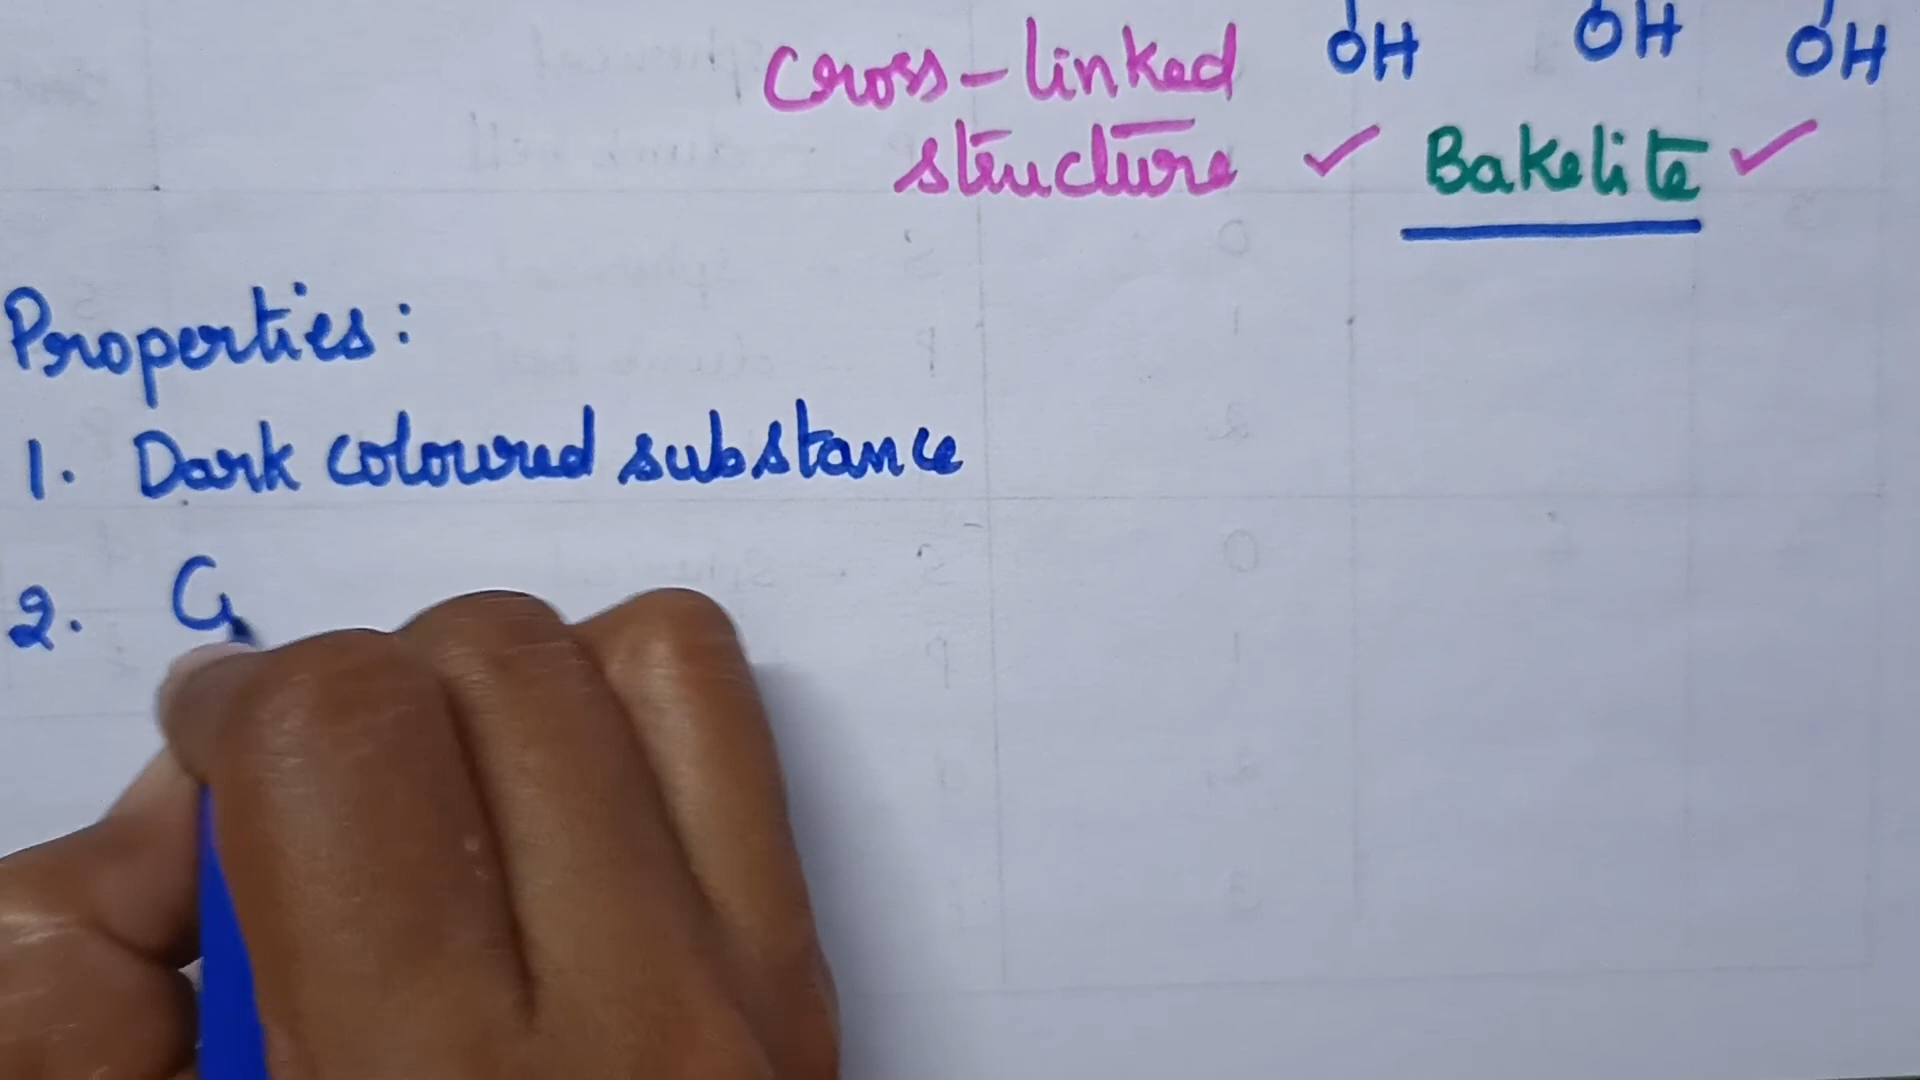 OH OH OH
Cross-linked
structure ✓ Bakelite ✓
Properties:
1. Dark coloured substance
2. G